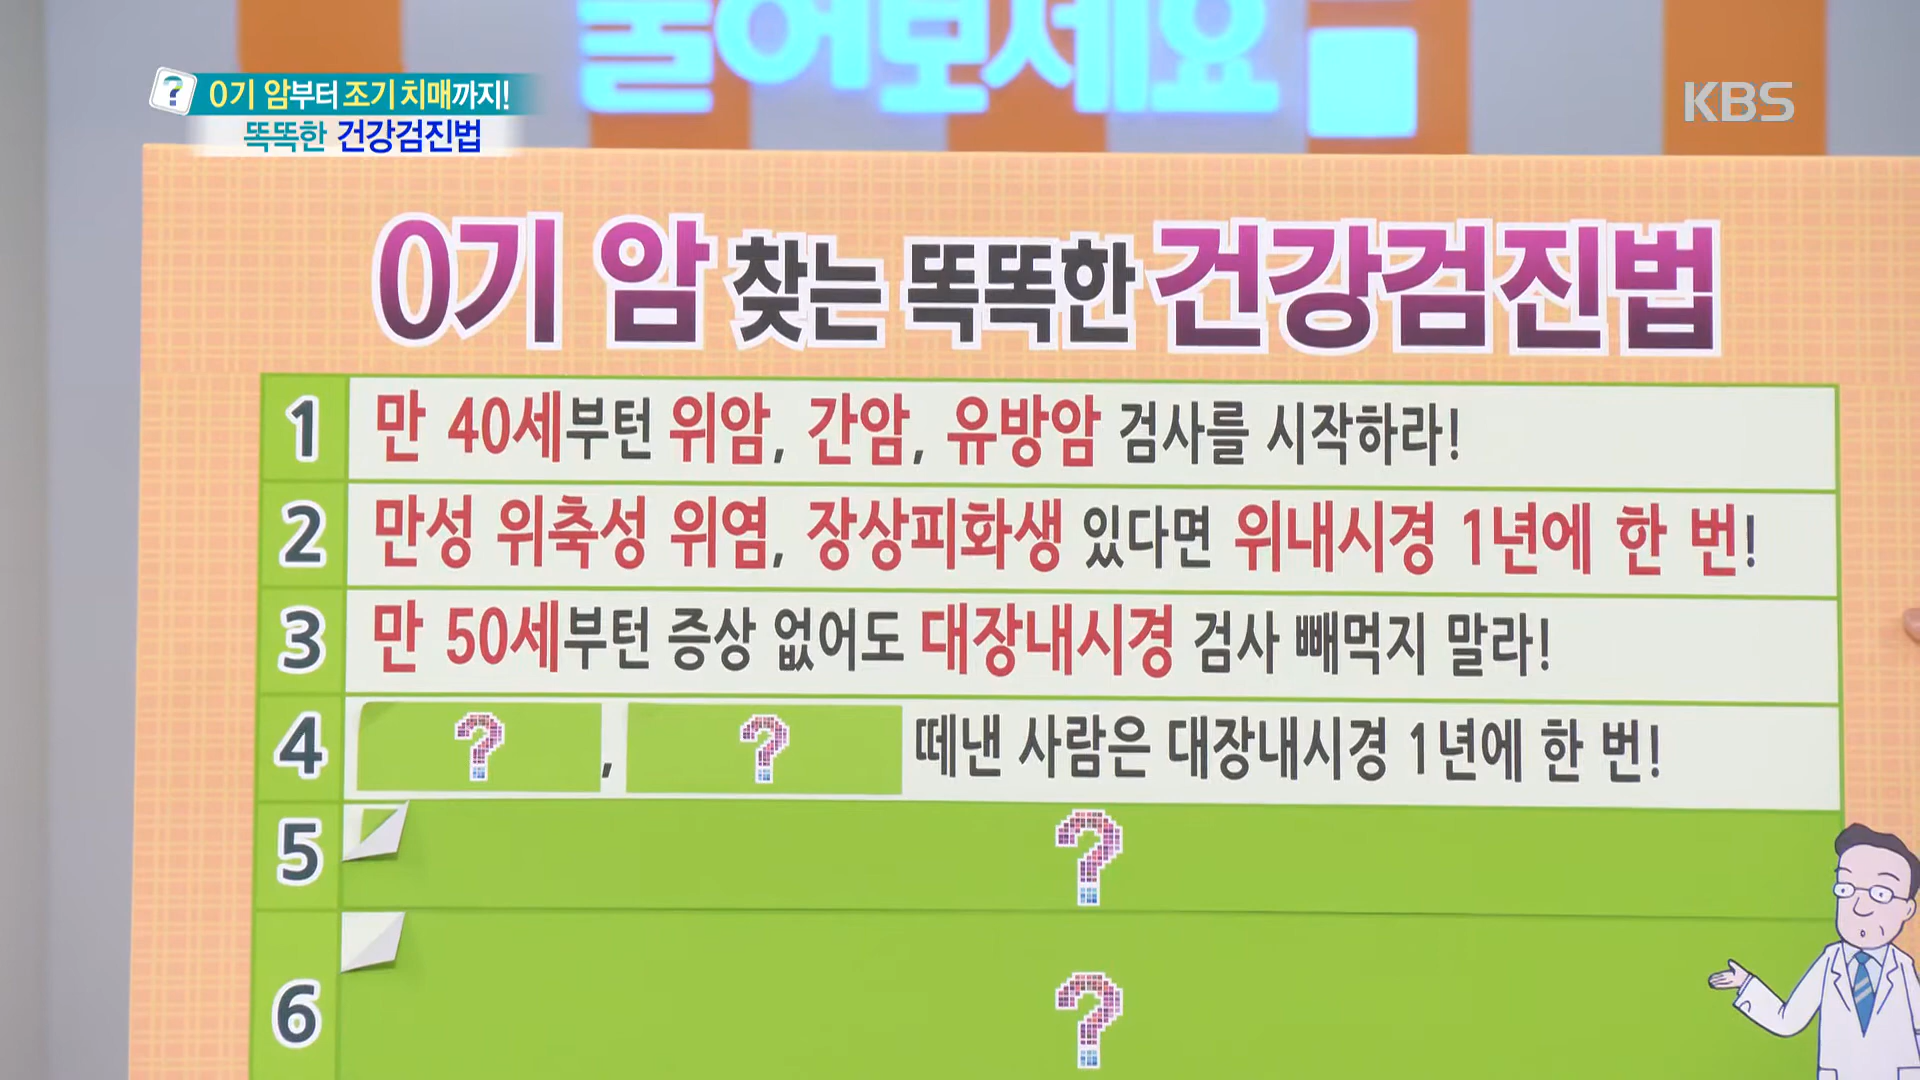 물어보세요
KBS
? 0기 암부터 조기 치매까지!
똑똑한 건강검진법
0기 암 찾는 똑똑한 건강검진법
1 만 40세부턴 위암, 간암, 유방암 검사를 시작하라!
2 만성 위축성 위염, 장상피화생 있다면 위내시경 1년에 한 번!
3 만 50세부턴 증상 없어도 대장내시경 검사 빼먹지 말라!
4 ? , ? 떼낸 사람은 대장내시경 1년에 한 번!
5 ?
6 ?